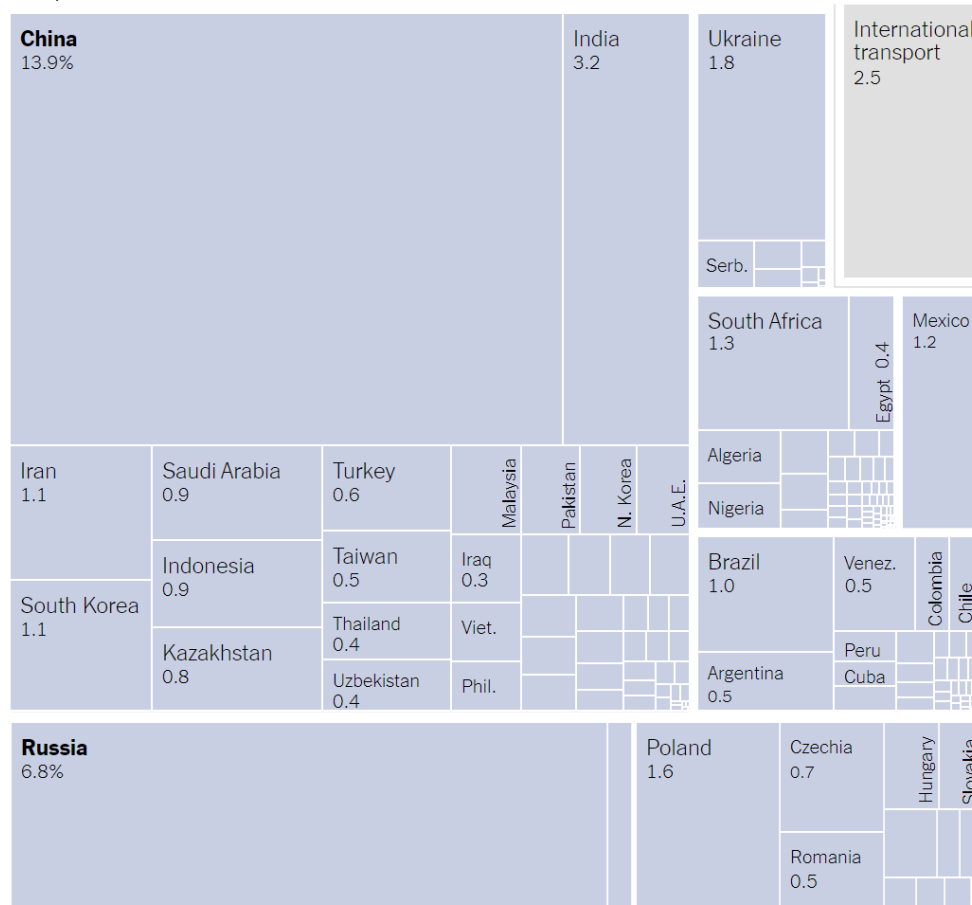 China
13.9%
India
3.2
Ukraine
1.8
International
transport
2.5
Serb.
South Africa
1.3
Egypt 0.4
Mexico
1.2
Algeria
Nigeria
Iran
1.1
Saudi Arabia
0.9
Turkey
0.6
Malaysia
Pakistan
N. Korea
U.A.E.
Indonesia
0.9
Taiwan
0.5
Iraq
0.3
South Korea
1.1
Kazakhstan
0.8
Thailand
0.4
Viet.
Uzbekistan
0.4
Phil.
Brazil
1.0
Venez.
0.5
Colombia
Chile
Peru
Argentina
0.5
Cuba
Russia
6.8%
Poland
1.6
Czechia
0.7
Hungary
Slovakia
Romania
0.5